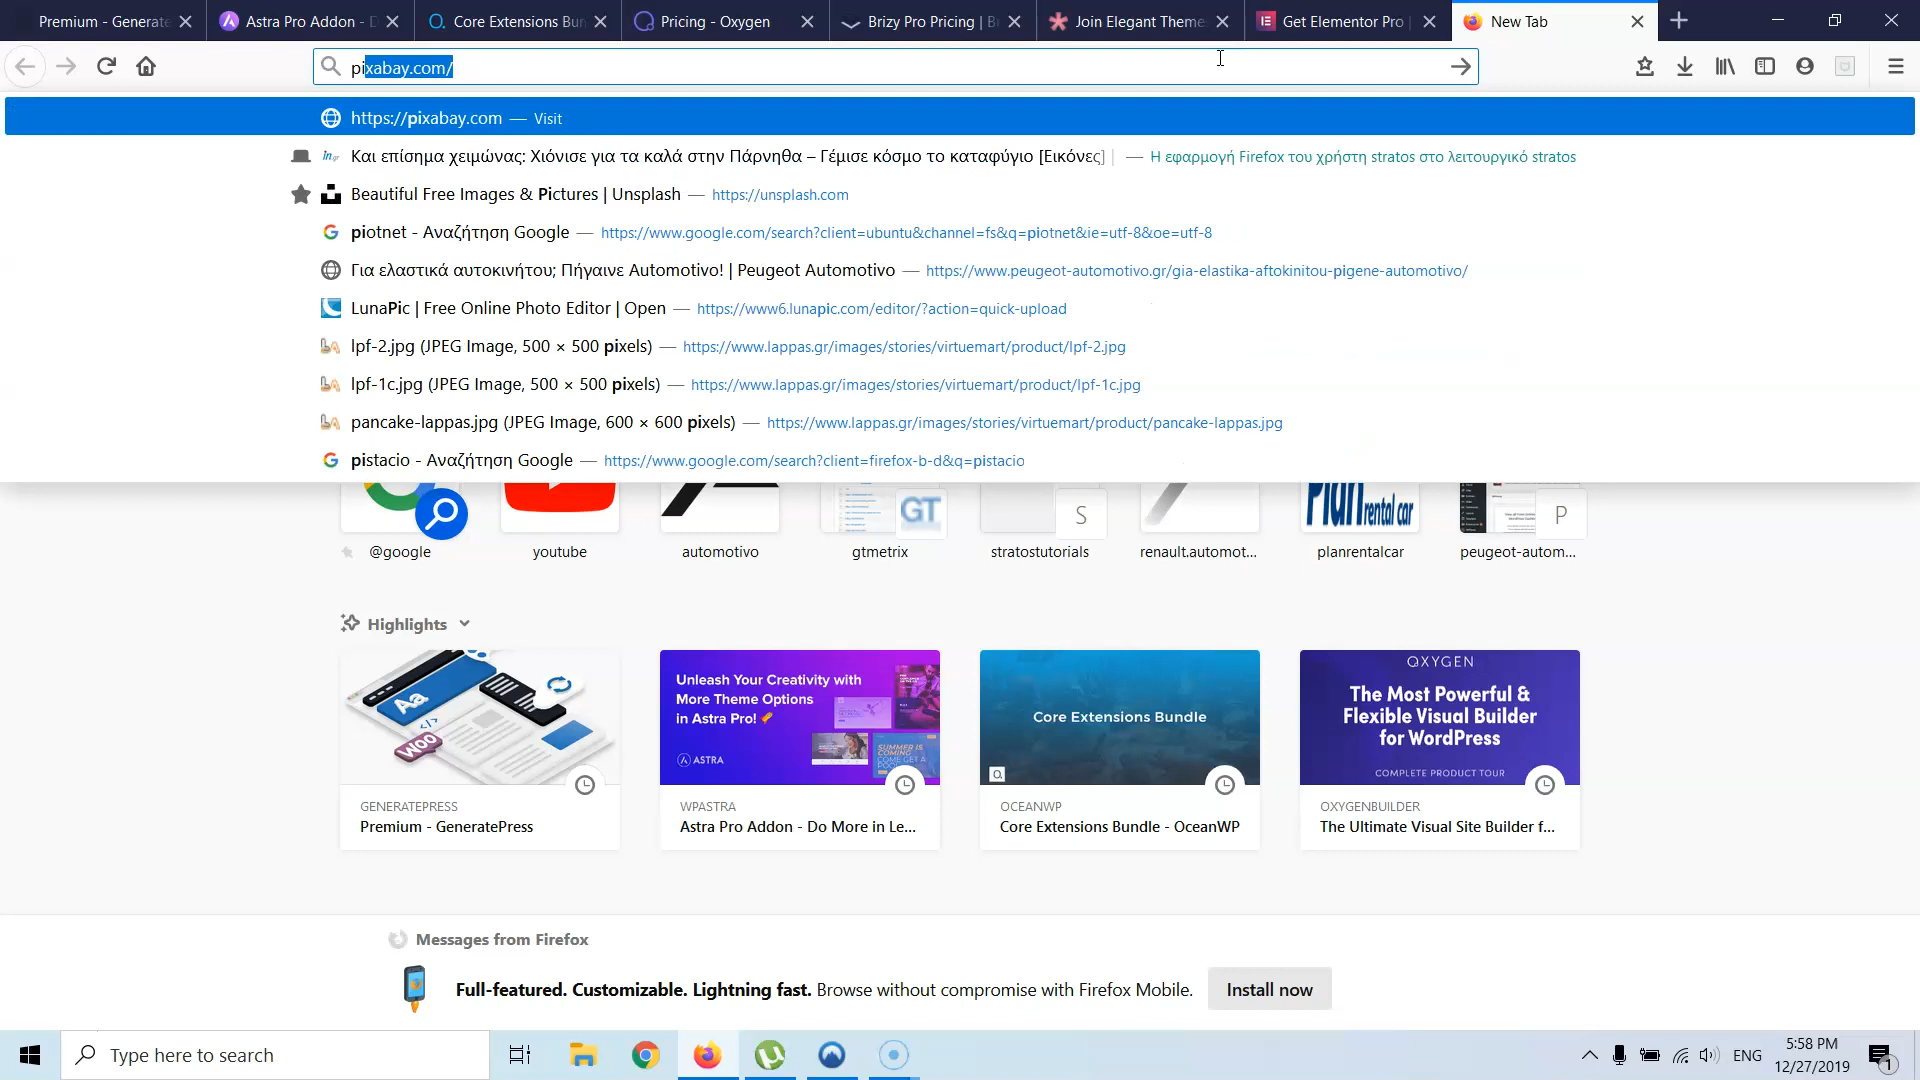 Premium - Generate
Astra Pro Addon - D
Core Extensions Bun
Pricing - Oxygen
Brizy Pro Pricing | B
Join Elegant Theme
Get Elementor Pro |
New Tab
pixabay.com/
https://pixabay.com — Visit
in Και επίσημα χειμώνας: Χιόνισε για τα καλά στην Πάρνηθα – Γέμισε κόσμο το καταφύγιο [Εικόνες] | — Η εφαρμογή Firefox του χρήστη stratos στο λειτουργικό stratos
Beautiful Free Images & Pictures | Unsplash — https://unsplash.com
piotnet - Αναζήτηση Google — https://www.google.com/search?client=ubuntu&channel=fs&q=piotnet&ie=utf-8&oe=utf-8
Για ελαστικά αυτοκινήτου; Πήγαινε Automotivo! | Peugeot Automotivo — https://www.peugeot-automotivo.gr/gia-elastika-aftokinitou-pigene-automotivo/
LunaPic | Free Online Photo Editor | Open — https://www6.lunapic.com/editor/?action=quick-upload
lpf-2.jpg (JPEG Image, 500 × 500 pixels) — https://www.lappas.gr/images/stories/virtuemart/product/lpf-2.jpg
lpf-1c.jpg (JPEG Image, 500 × 500 pixels) — https://www.lappas.gr/images/stories/virtuemart/product/lpf-1c.jpg
pancake-lappas.jpg (JPEG Image, 600 × 600 pixels) — https://www.lappas.gr/images/stories/virtuemart/product/pancake-lappas.jpg
pistacio - Αναζήτηση Google — https://www.google.com/search?client=firefox-b-d&q=pistacio
GT
S
Plan rental car
P
@google
youtube
automotivo
gtmetrix
stratostutorials
renault.automot...
planrentalcar
peugeot-autom...
Highlights
Aa
WOO
Unleash Your Creativity with
More Theme Options
in Astra Pro!
ASTRA
SUMMER IS
COMING
Core Extensions Bundle
OXYGEN
The Most Powerful &
Flexible Visual Builder
for WordPress
COMPLETE PRODUCT TOUR
GENERATEPRESS
Premium - GeneratePress
WPASTRA
Astra Pro Addon - Do More in Le...
OCEANWP
Core Extensions Bundle - OceanWP
OXYGENBUILDER
The Ultimate Visual Site Builder f...
Messages from Firefox
Full-featured. Customizable. Lightning fast. Browse without compromise with Firefox Mobile.
Install now
Type here to search
ENG
5:58 PM
12/27/2019
1